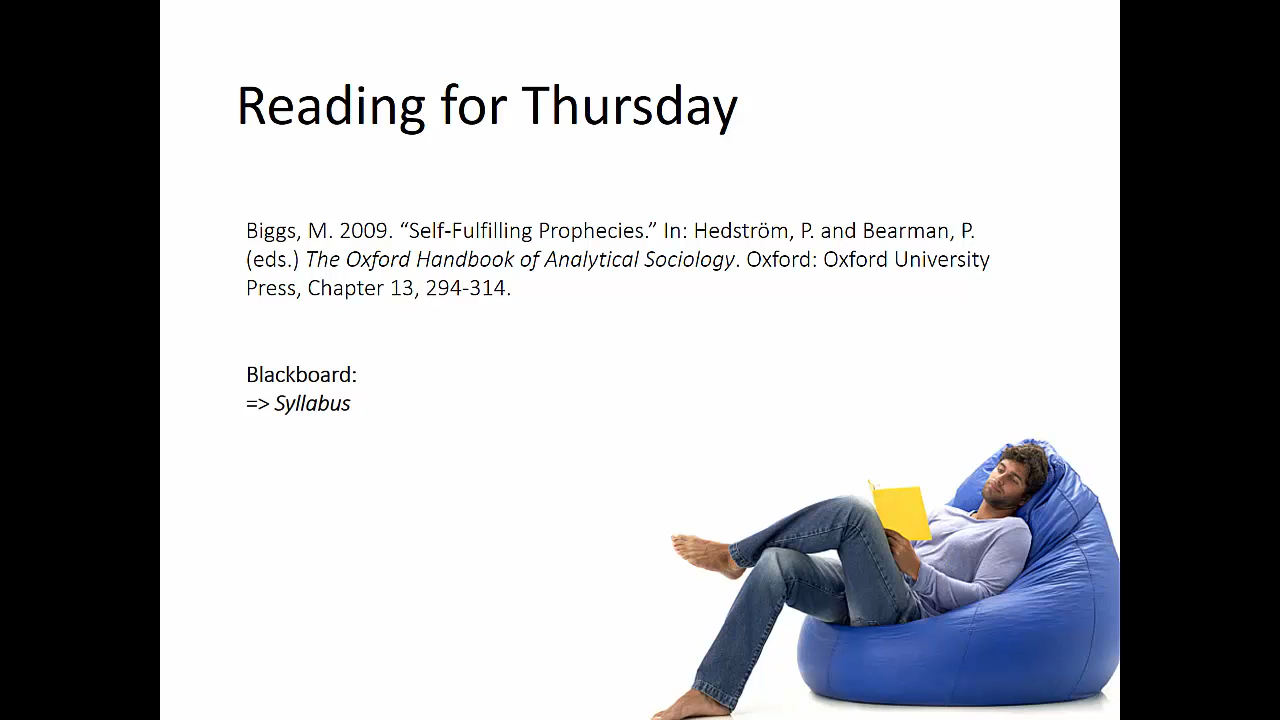 Reading for Thursday
Biggs, M. 2009. “Self-Fulfilling Prophecies.” In: Hedström, P. and Bearman, P.
(eds.) The Oxford Handbook of Analytical Sociology. Oxford: Oxford University
Press, Chapter 13, 294-314.
Blackboard:
=> Syllabus